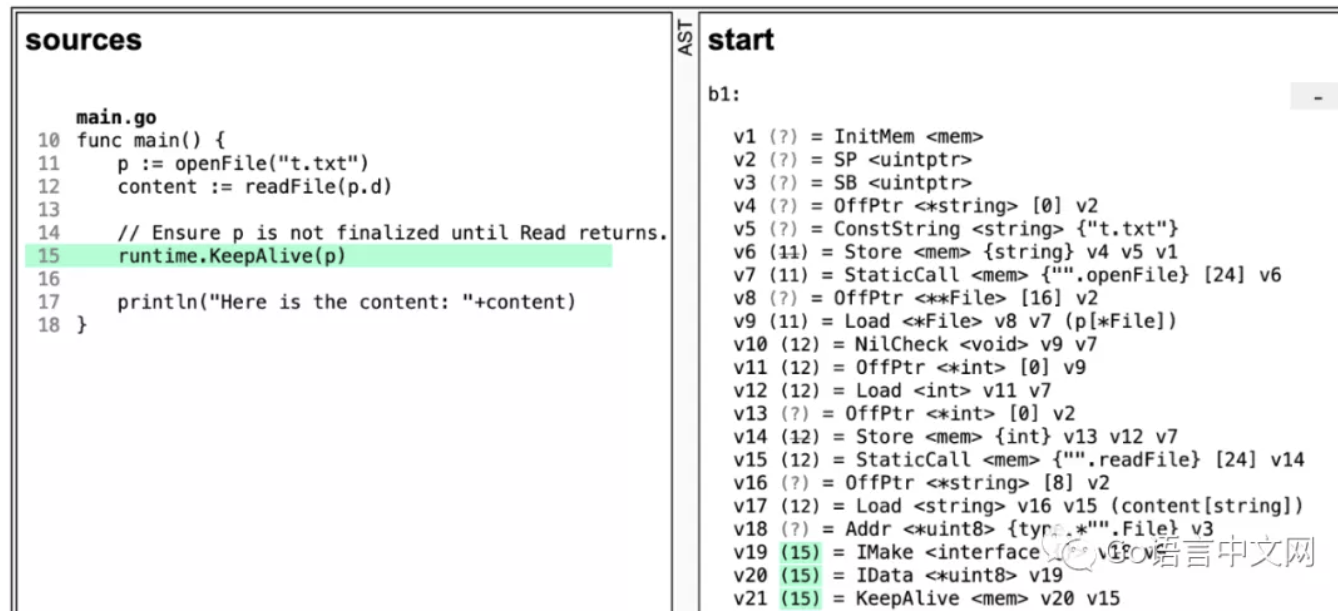 sources
main.go
10 func main() {
11 p := openFile("t.txt")
12 content := readFile(p.d)
13
14 // Ensure p is not finalized until Read returns.
15 runtime.KeepAlive(p)
16
17 println("Here is the content: "+content)
18 }
AST
start
b1:
-
v1 (?) = InitMem <mem>
v2 (?) = SP <uintptr>
v3 (?) = SB <uintptr>
v4 (?) = OffPtr <*string> [0] v2
v5 (?) = ConstString <string> {"t.txt"}
v6 (11) = Store <mem> {string} v4 v5 v1
v7 (11) = StaticCall <mem> {"".openFile} [24] v6
v8 (?) = OffPtr <**File> [16] v2
v9 (11) = Load <*File> v8 v7 (p[*File])
v10 (12) = NilCheck <void> v9 v7
v11 (12) = OffPtr <*int> [0] v9
v12 (12) = Load <int> v11 v7
v13 (?) = OffPtr <*int> [0] v2
v14 (12) = Store <mem> {int} v13 v12 v7
v15 (12) = StaticCall <mem> {"".readFile} [24] v14
v16 (?) = OffPtr <*string> [8] v2
v17 (12) = Load <string> v16 v15 (content[string])
v18 (?) = Addr <*uint8> {type.*"".File} v3
v19 (15) = IMake <interface v18
v20 (15) = IData <*uint8> v19
v21 (15) = KeepAlive <mem> v20 v15
Go语言中文网